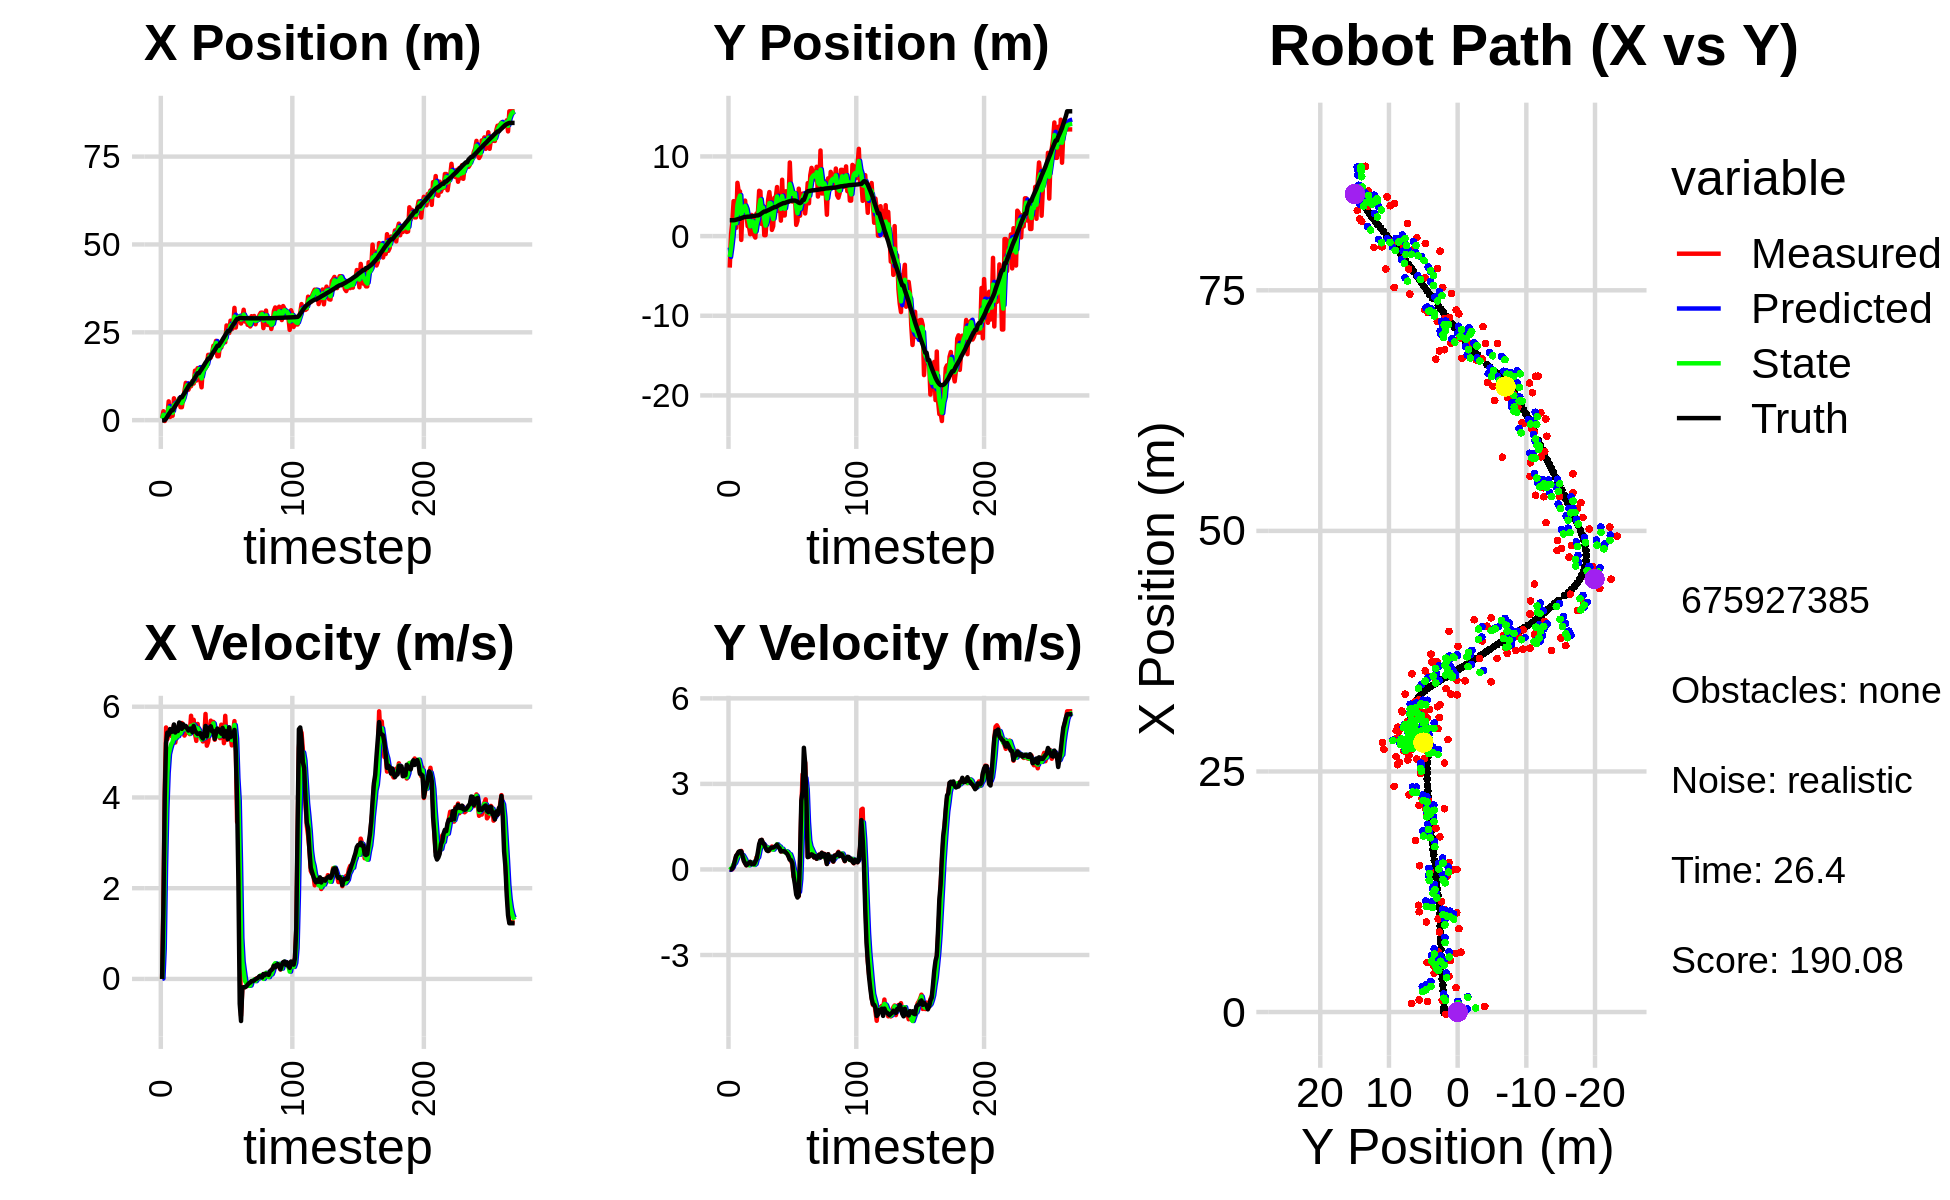 X Position (m)
75
50
25
0
0
100
200
timestep
Y Position (m)
10
0
-10
-20
0
100
200
timestep
X Velocity (m/s)
6
4
2
0
0
100
200
timestep
Y Velocity (m/s)
6
3
0
-3
0
100
200
timestep
Robot Path (X vs Y)
X Position (m)
75
50
25
0
20 10 0 -10 -20
Y Position (m)
variable
Measured
Predicted
State
Truth
675927385
Obstacles: none
Noise: realistic
Time: 26.4
Score: 190.08